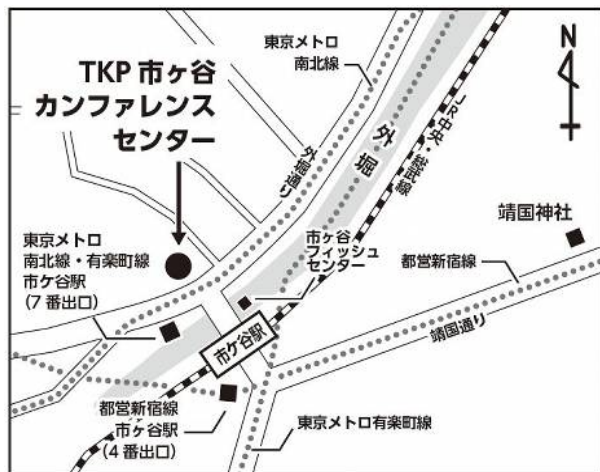 TKP 市ヶ谷
カンファレンス
センター
東京メトロ
南北線
N
外堀通り
外堀
JR中央・総武線
靖国神社
市ヶ谷
フィッシュ
センター
東京メトロ
南北線・有楽町線
市ケ谷駅
(7番出口)
都営新宿線
靖国通り
市ケ谷駅
都営新宿線
市ケ谷駅
(4番出口)
東京メトロ有楽町線